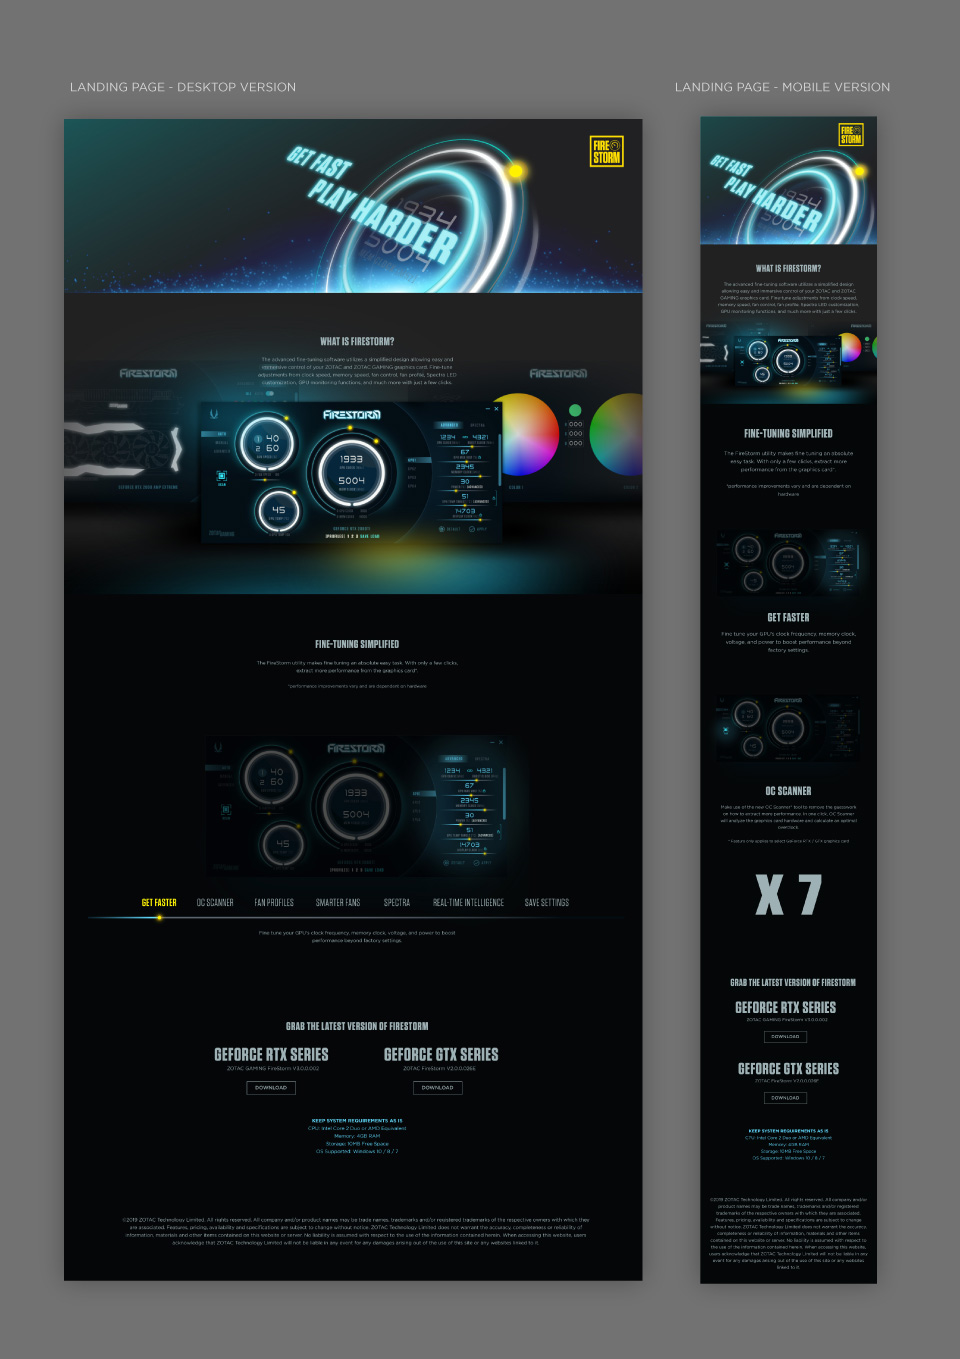 LANDING PAGE - DESKTOP VERSION
FIRE
STORM
GET FAST
PLAY HARDER
1934
5004
WHAT IS FIRESTORM?
The advanced fine-tuning software utilizes a simplified design allowing easy and
immersive control of your ZOTAC and ZOTAC GAMING graphics card. Fine-tune
adjustments from clock speed, memory speed, fan control, fan profile, Spectra LED
customization, GPU monitoring functions, and much more with just a few clicks.
FIRESTORM
FIRESTORM
FIRESTORM
1 40
2 60
1933
5004
45
ADVANCED SPECTRA
1234 4321
67
2345
30
51
14703
DEFAULT APPLY
FINE-TUNING SIMPLIFIED
The FireStorm utility makes fine tuning an absolute easy task. With only a few clicks,
extract more performance from the graphics card*.
*performance improvements vary and are dependent on hardware
FIRESTORM
1 40
2 60
1933
5004
45
ADVANCED SPECTRA
1234 4321
67
2345
30
51
14703
DEFAULT APPLY
GET FASTER OC SCANNER FAN PROFILES SMARTER FANS SPECTRA REAL-TIME INTELLIGENCE SAVE SETTINGS
Fine tune your GPU's clock frequency, memory clock, voltage, and power to boost
performance beyond factory settings.
GRAB THE LATEST VERSION OF FIRESTORM
GEFORCE RTX SERIES
ZOTAC GAMING FireStorm V3.0.0.002
DOWNLOAD
GEFORCE GTX SERIES
ZOTAC FireStorm V2.0.0.026E
DOWNLOAD
KEEP SYSTEM REQUIREMENTS AS IS
CPU: Intel Core 2 Duo or AMD Equivalent
Memory: 4GB RAM
Storage: 10MB Free Space
OS Supported: Windows 10 / 8 / 7
©2019 ZOTAC Technology Limited. All rights reserved. All company and/or product names may be trade names, trademarks and/or registered trademarks of the respective owners with which they
are associated. Features, pricing, availability and specifications are subject to change without notice. ZOTAC Technology Limited does not warrant the accuracy, completeness or reliability of
information, materials and other items contained on this website or server. No liability is assumed with respect to the use of the information contained herein. When accessing this website, users
acknowledge that ZOTAC Technology Limited will not be liable in any event for any damages arising out of the use of this site or any websites linked to it.
LANDING PAGE - MOBILE VERSION
FIRE
STORM
GET FAST
PLAY HARDER
1934
5004
WHAT IS FIRESTORM?
The advanced fine-tuning software utilizes a simplified design
allowing easy and immersive control of your ZOTAC and ZOTAC
GAMING graphics card. Fine-tune adjustments from clock speed,
memory speed, fan control, fan profile, Spectra LED customization,
GPU monitoring functions, and much more with just a few clicks.
FINE-TUNING SIMPLIFIED
The FireStorm utility makes fine tuning an absolute
easy task. With only a few clicks, extract more
performance from the graphics card*.
*performance improvements vary and are dependent on
hardware
GET FASTER
Fine tune your GPU's clock frequency, memory clock,
voltage, and power to boost performance beyond
factory settings.
OC SCANNER
Make use of the new OC Scanner* tool to remove the guesswork
on how to extract more performance. In one click, OC Scanner
will analyze the graphics card hardware and calculate an optimal
overclock.
* Feature only applies to select GeForce RTX / GTX graphics card
X 7
GRAB THE LATEST VERSION OF FIRESTORM
GEFORCE RTX SERIES
ZOTAC GAMING FireStorm V3.0.0.002
DOWNLOAD
GEFORCE GTX SERIES
ZOTAC FireStorm V2.0.0.026E
DOWNLOAD
KEEP SYSTEM REQUIREMENTS AS IS
CPU: Intel Core 2 Duo or AMD Equivalent
Memory: 4GB RAM
Storage: 10MB Free Space
OS Supported: Windows 10 / 8 / 7
©2019 ZOTAC Technology Limited. All rights reserved. All company and/or
product names may be trade names, trademarks and/or registered
trademarks of the respective owners with which they are associated.
Features, pricing, availability and specifications are subject to change
without notice. ZOTAC Technology Limited does not warrant the accuracy,
completeness or reliability of information, materials and other items
contained on this website or server. No liability is assumed with respect to
the use of the information contained herein. When accessing this website,
users acknowledge that ZOTAC Technology Limited will not be liable in any
event for any damages arising out of the use of this site or any websites
linked to it.